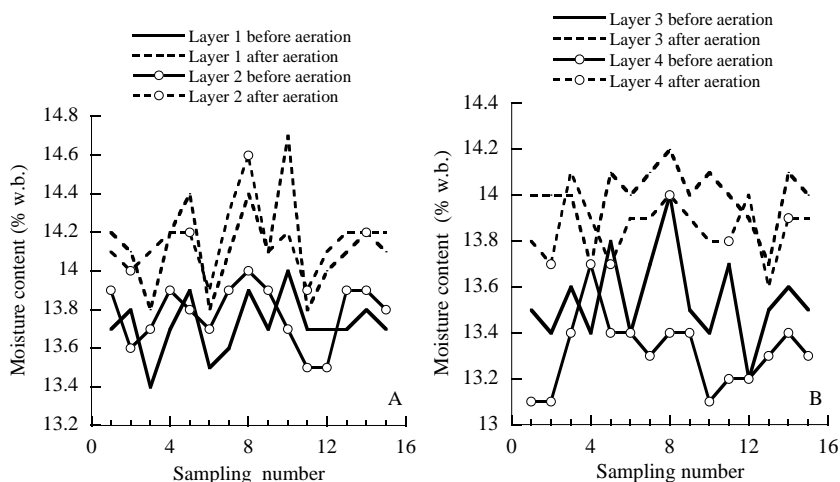 Layer 1 before aeration
Layer 1 after aeration
Layer 2 before aeration
Layer 2 after aeration
14.8
14.6
14.4
14.2
14
13.8
13.6
13.4
13.2
Moisture content (% w.b.)
A
0 4 8 12 16
Sampling number
Layer 3 before aeration
Layer 3 after aeration
Layer 4 before aeration
Layer 4 after aeration
14.4
14.2
14
13.8
13.6
13.4
13.2
13
Moisture content (% w.b.)
B
0 4 8 12 16
Sampling number